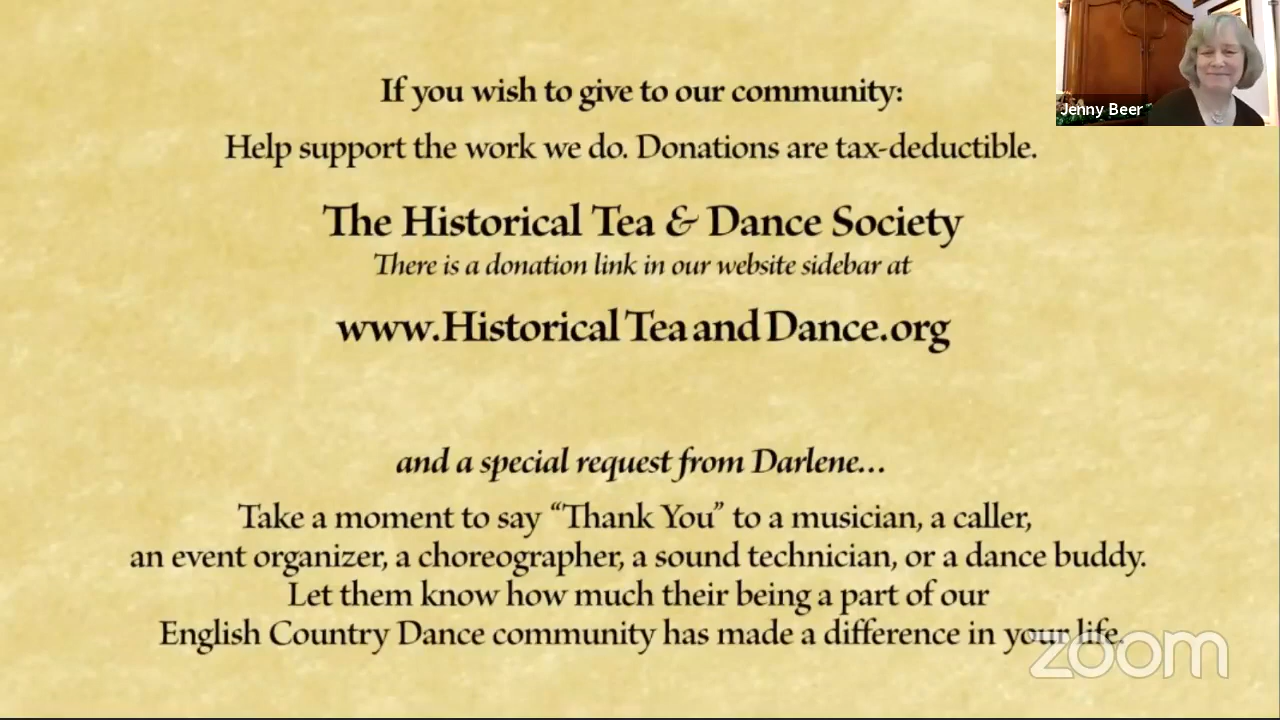 If you wish to give to our community:
Help support the work we do. Donations are tax-deductible.
The Historical Tea & Dance Society
There is a donation link in our website sidebar at
www.HistoricalTeaandDance.org
and a special request from Darlene...
Take a moment to say “Thank You” to a musician, a caller,
an event organizer, a choreographer, a sound technician, or a dance buddy.
Let them know how much their being a part of our
English Country Dance community has made a difference in your life.
Jenny Beer
zoom